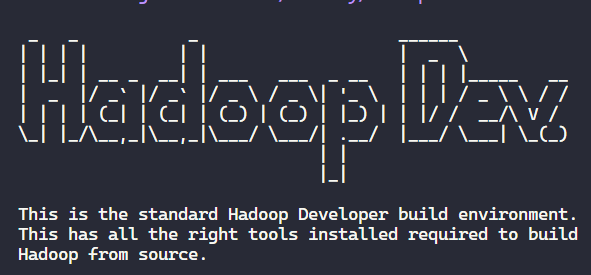 Hadoop Dev.
This is the standard Hadoop Developer build environment.
This has all the right tools installed required to build
Hadoop from source.